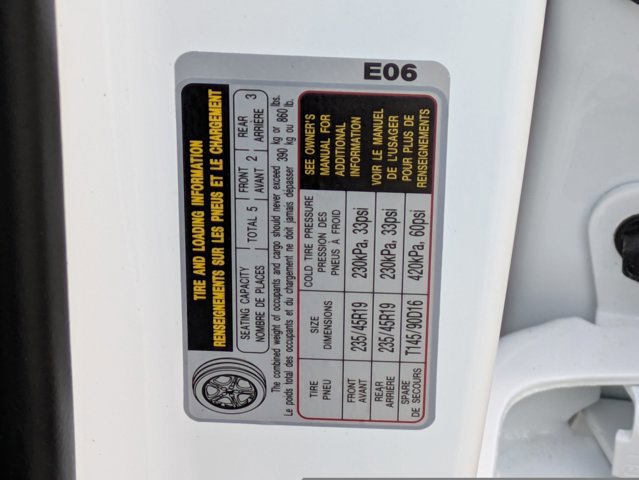 TIRE AND LOADING INFORMATION
RENSEIGNEMENTS SUR LES PNEUS ET LE CHARGEMENT
E06
SEATING CAPACITY
NOMBRE DE PLACES
TOTAL 5
FRONT
AVANT 2
REAR
ARRIÈRE 3
The combined weight of occupants and cargo should never exceed 390 kg or 860 lbs.
Le poids total des occupants et du chargement ne doit jamais dépasser 390 kg ou 860 lb.
TIRE
PNEU
SIZE
DIMENSIONS
COLD TIRE PRESSURE
PRESSION DES
PNEUS À FROID
FRONT
AVANT
235/45R19
230kPa, 33psi
REAR
ARRIÈRE
235/45R19
230kPa, 33psi
SPARE
DE SECOURS
T145/90D16
420kPa, 60psi
SEE OWNER'S
MANUAL FOR
ADDITIONAL
INFORMATION
VOIR LE MANUEL
DE L'USAGER
POUR PLUS DE
RENSEIGNEMENTS